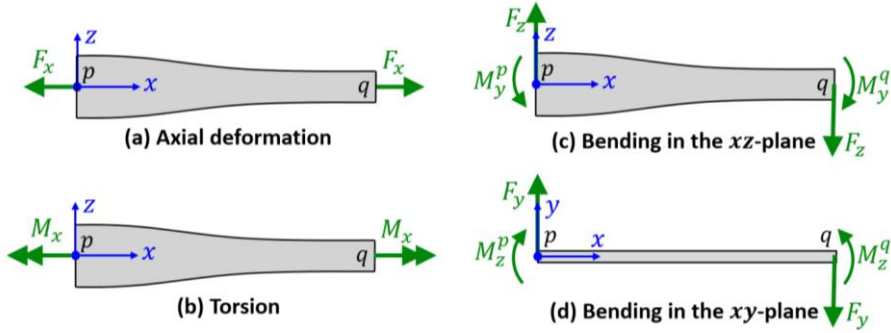 z
F_x
F_x
p
x
q
(a) Axial deformation
z
M_x
M_x
p
x
q
(b) Torsion
F_z
z
M_y^p
p
x
q
M_y^q
(c) Bending in the xz-plane
F_z
F_y
y
M_z^p
p
x
q
M_z^q
(d) Bending in the xy-plane
F_y